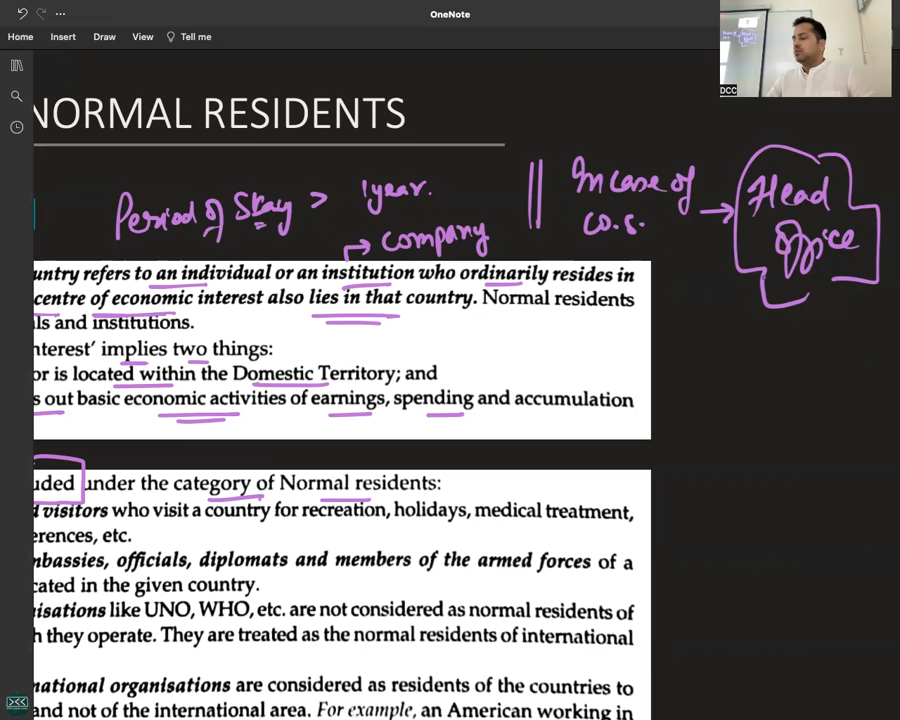 OneNote
Home Insert Draw View Tell me
DCC
NORMAL RESIDENTS
Period of Stay > 1year.
In case of
co.s.
Head
Office
company
untry refers to an individual or an institution who ordinarily resides in
centre of economic interest also lies in that country. Normal residents
ls and institutions.
nterest' implies two things:
or is located within the Domestic Territory; and
s out basic economic activities of earnings, spending and accumulation
uded under the category of Normal residents:
d visitors who visit a country for recreation, holidays, medical treatment,
erences, etc.
mbassies, officials, diplomats and members of the armed forces of a
cated in the given country.
isations like UNO, WHO, etc. are not considered as normal residents of
h they operate. They are treated as the normal residents of international
national organisations are considered as residents of the countries to
and not of the international area. For example, an American working in